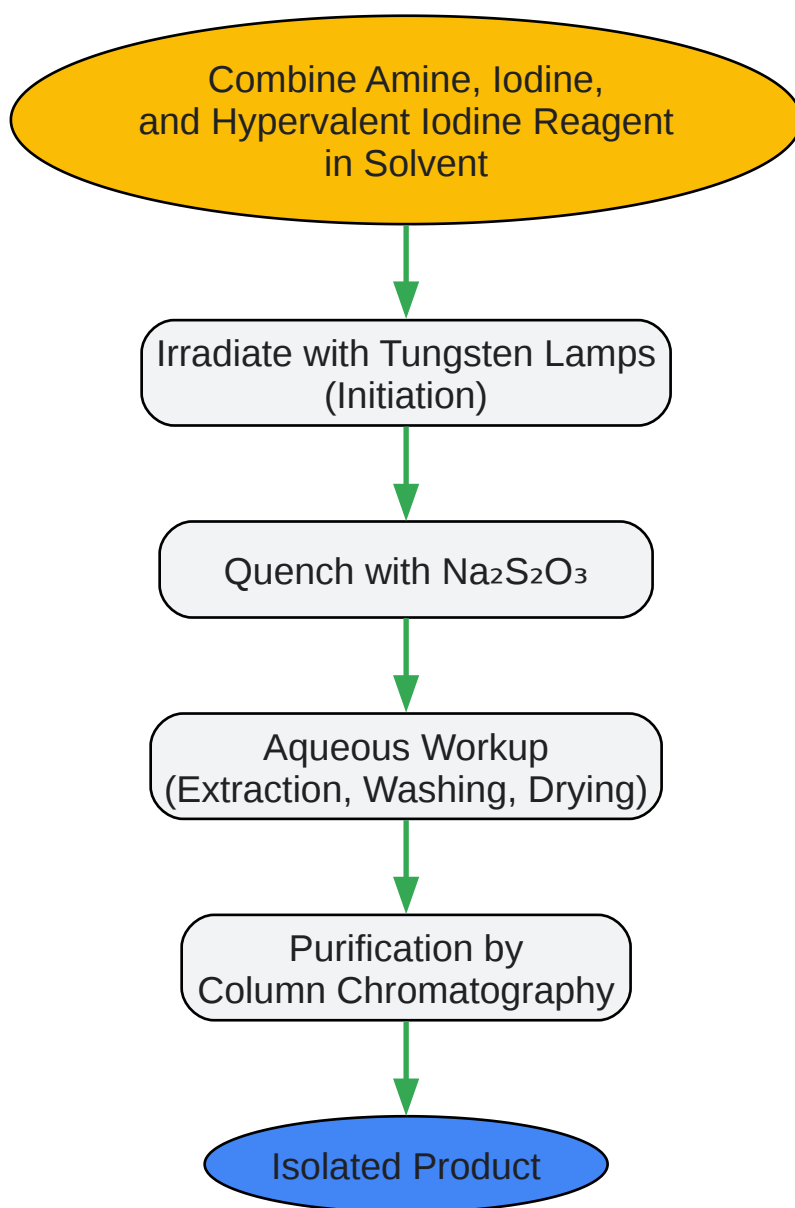 Combine Amine, Iodine,
and Hypervalent Iodine Reagent
in Solvent
Irradiate with Tungsten Lamps
(Initiation)
Quench with Na₂S₂O₃
Aqueous Workup
(Extraction, Washing, Drying)
Purification by
Column Chromatography
Isolated Product